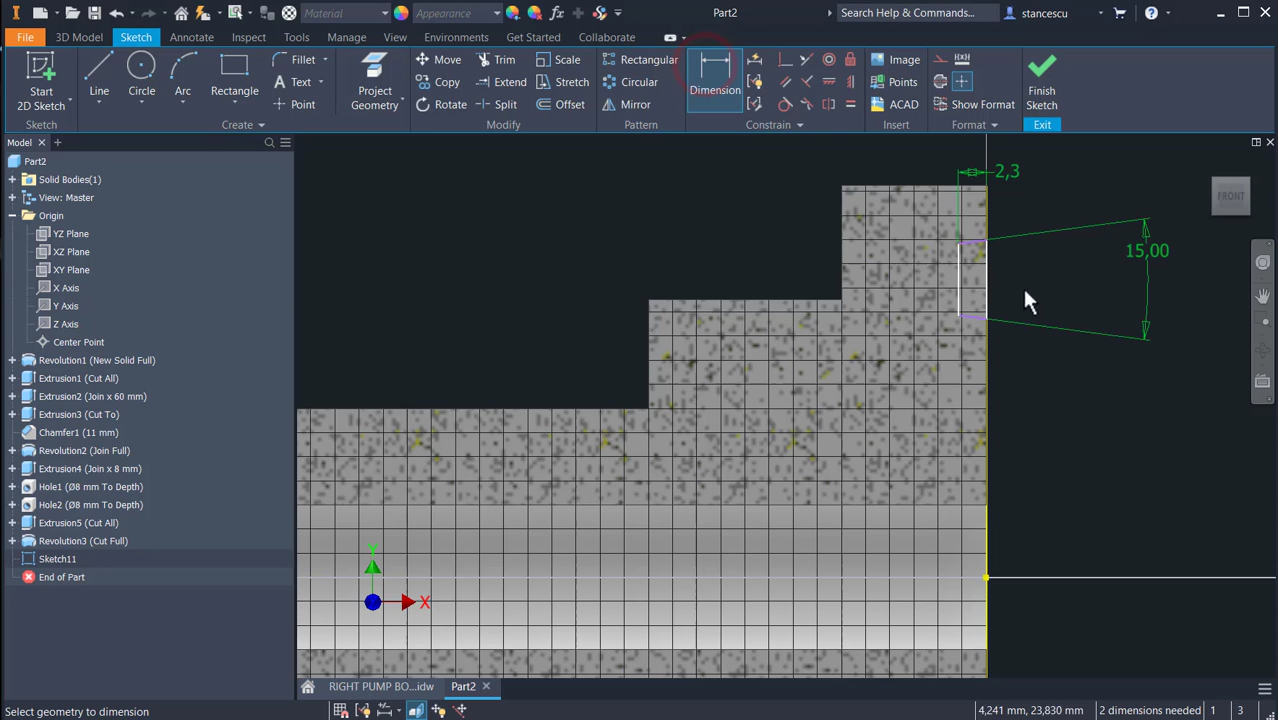 Material
Appearance
Part2
Search Help & Commands...
stancescu
File
3D Model
Sketch
Annotate
Inspect
Tools
Manage
View
Environments
Get Started
Collaborate
Start
2D Sketch
Line
Circle
Arc
Rectangle
Fillet
Text
Point
Project
Geometry
Move
Copy
Rotate
Trim
Extend
Split
Scale
Stretch
Offset
Rectangular
Circular
Mirror
Dimension
Image
Points
ACAD
Show Format
Finish
Sketch
Sketch
Create
Modify
Pattern
Constrain
Insert
Format
Exit
Model
Part2
Solid Bodies(1)
View: Master
Origin
YZ Plane
XZ Plane
XY Plane
X Axis
Y Axis
Z Axis
Center Point
Revolution1 (New Solid Full)
Extrusion1 (Cut All)
Extrusion2 (Join x 60 mm)
Extrusion3 (Cut To)
Chamfer1 (11 mm)
Revolution2 (Join Full)
Extrusion4 (Join x 8 mm)
Hole1 (Ø8 mm To Depth)
Hole2 (Ø8 mm To Depth)
Extrusion5 (Cut All)
Revolution3 (Cut Full)
Sketch11
End of Part
2,3
15,00
FRONT
Y
X
RIGHT PUMP BO...idw
Part2
Select geometry to dimension
4,241 mm, 23,830 mm
2 dimensions needed
1
3